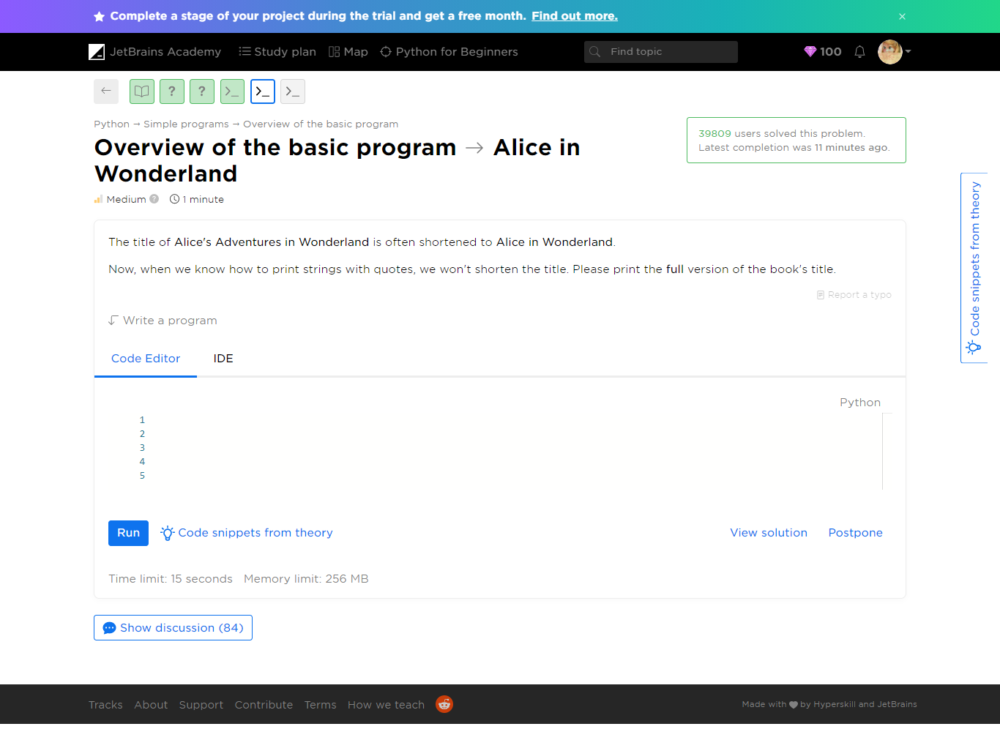 Complete a stage of your project during the trial and get a free month. Find out more.
JetBrains Academy Study plan Map Python for Beginners Find topic 100
Python → Simple programs → Overview of the basic program
Overview of the basic program → Alice in
Wonderland
39809 users solved this problem.
Latest completion was 11 minutes ago.
Medium ? 1 minute
Code snippets from theory
The title of Alice's Adventures in Wonderland is often shortened to Alice in Wonderland.
Now, when we know how to print strings with quotes, we won't shorten the title. Please print the full version of the book's title.
Report a typo
Write a program
Code Editor IDE
Python
1
2
3
4
5
Run Code snippets from theory View solution Postpone
Time limit: 15 seconds Memory limit: 256 MB
Show discussion (84)
Tracks About Support Contribute Terms How we teach Made with ♥ by Hyperskill and JetBrains